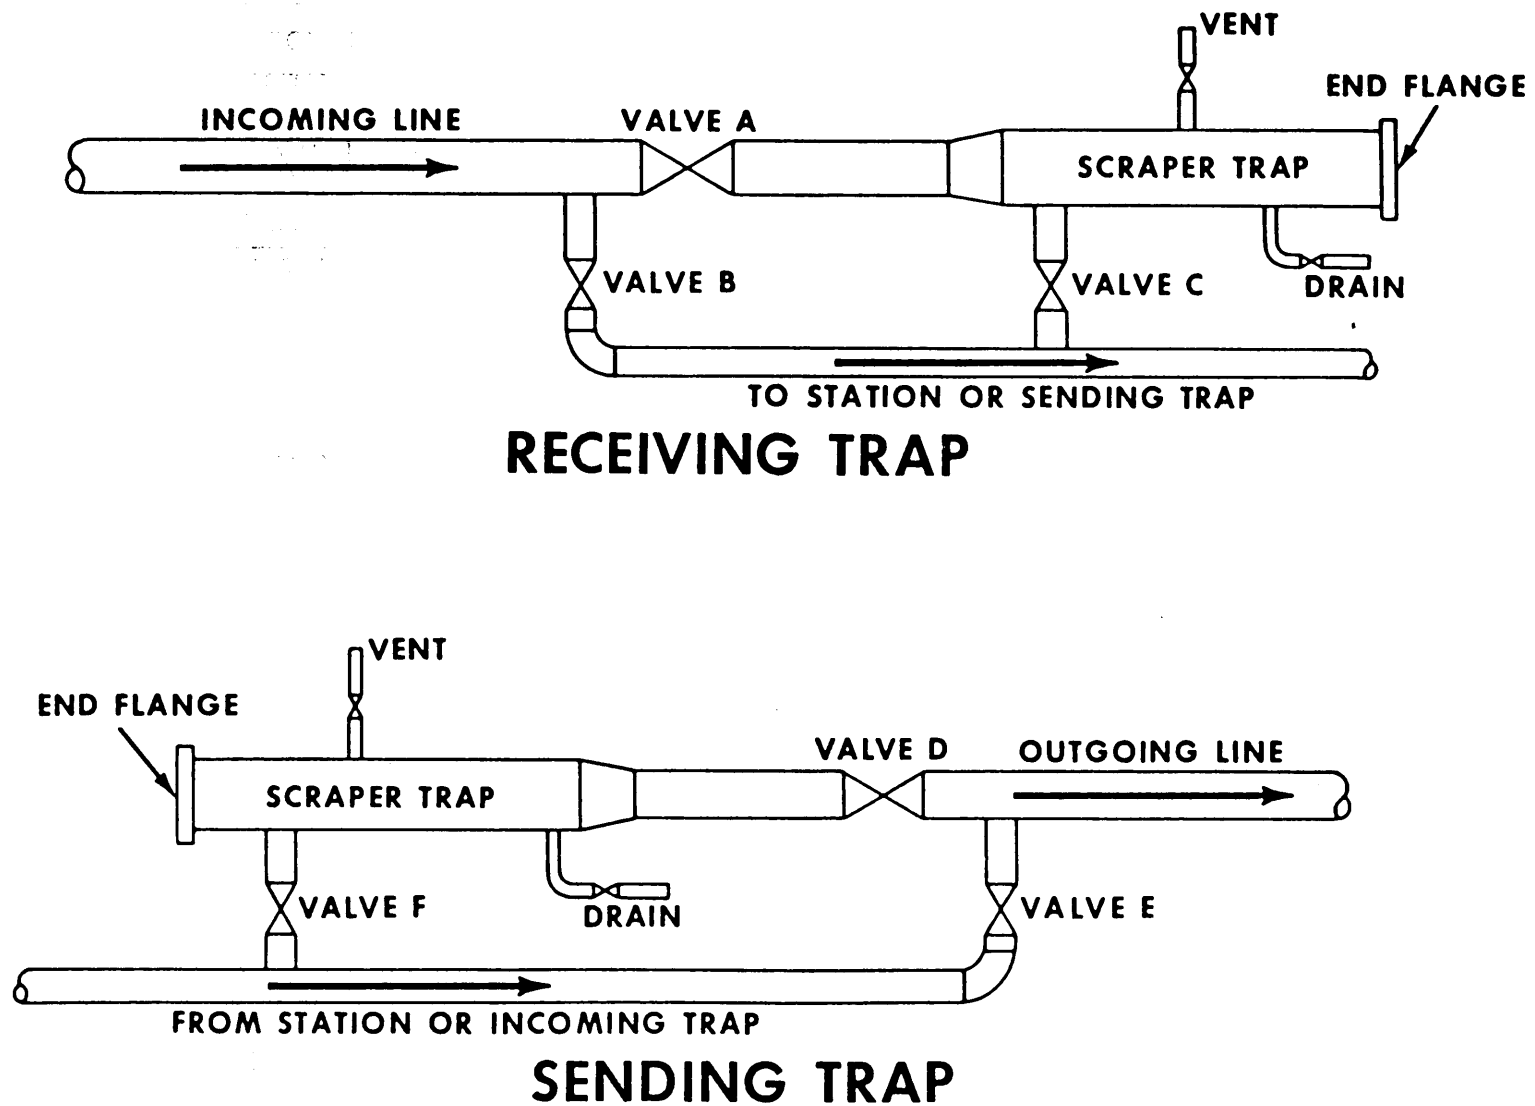 VENT
END FLANGE
INCOMING LINE
VALVE A
SCRAPER TRAP
VALVE B
VALVE C
DRAIN
TO STATION OR SENDING TRAP
RECEIVING TRAP
VENT
END FLANGE
VALVE D
OUTGOING LINE
SCRAPER TRAP
VALVE F
DRAIN
VALVE E
FROM STATION OR INCOMING TRAP
SENDING TRAP